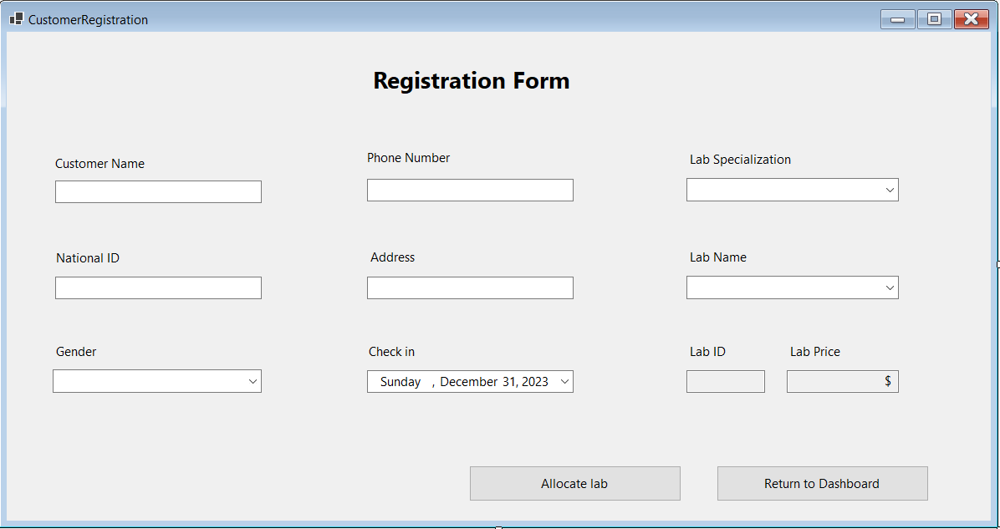 CustomerRegistration
Registration Form
Customer Name
Phone Number
Lab Specialization
National ID
Address
Lab Name
Gender
Check in
Lab ID
Lab Price
Sunday , December 31, 2023
$
Allocate lab
Return to Dashboard